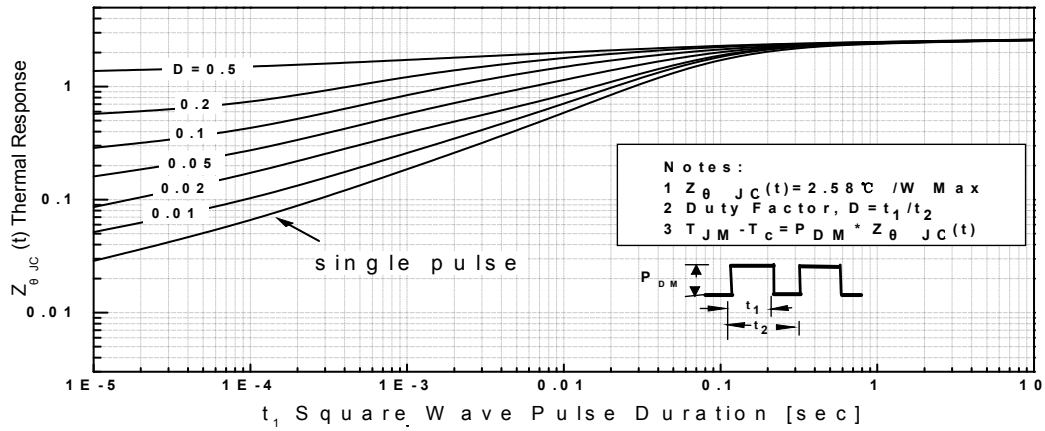 Z θ JC (t) Thermal Response
1
0.1
0.01
D = 0.5
0.2
0.1
0.05
0.02
0.01
single pulse
Notes:
1 Z θ JC (t)=2.58℃ /W Max
2 Duty Factor, D=t1/t2
3 TJM -Tc=PDM* Zθ JC(t)
PDM
t1
t2
1E-5 1E-4 1E-3 0.01 0.1 1 10
t1 Square Wave Pulse Duration [sec]